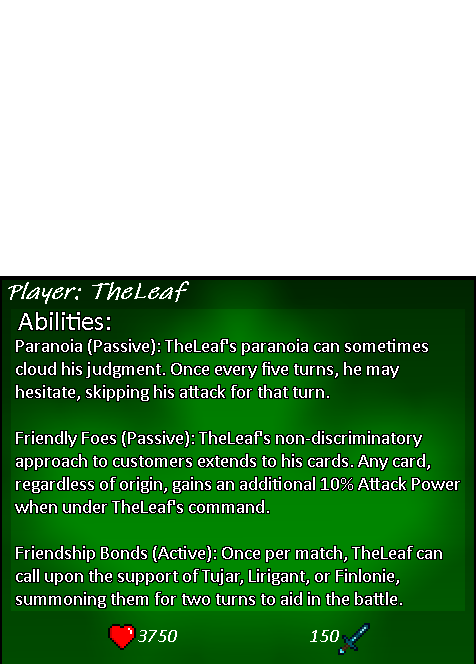 Player: TheLeaf
Abilities:
Paranoia (Passive): TheLeaf's paranoia can sometimes
cloud his judgment. Once every five turns, he may
hesitate, skipping his attack for that turn.
Friendly Foes (Passive): TheLeaf's non-discriminatory
approach to customers extends to his cards. Any card,
regardless of origin, gains an additional 10% Attack Power
when under TheLeaf's command.
Friendship Bonds (Active): Once per match, TheLeaf can
call upon the support of Tujar, Lirigant, or Finlonie,
summoning them for two turns to aid in the battle.
3750 150